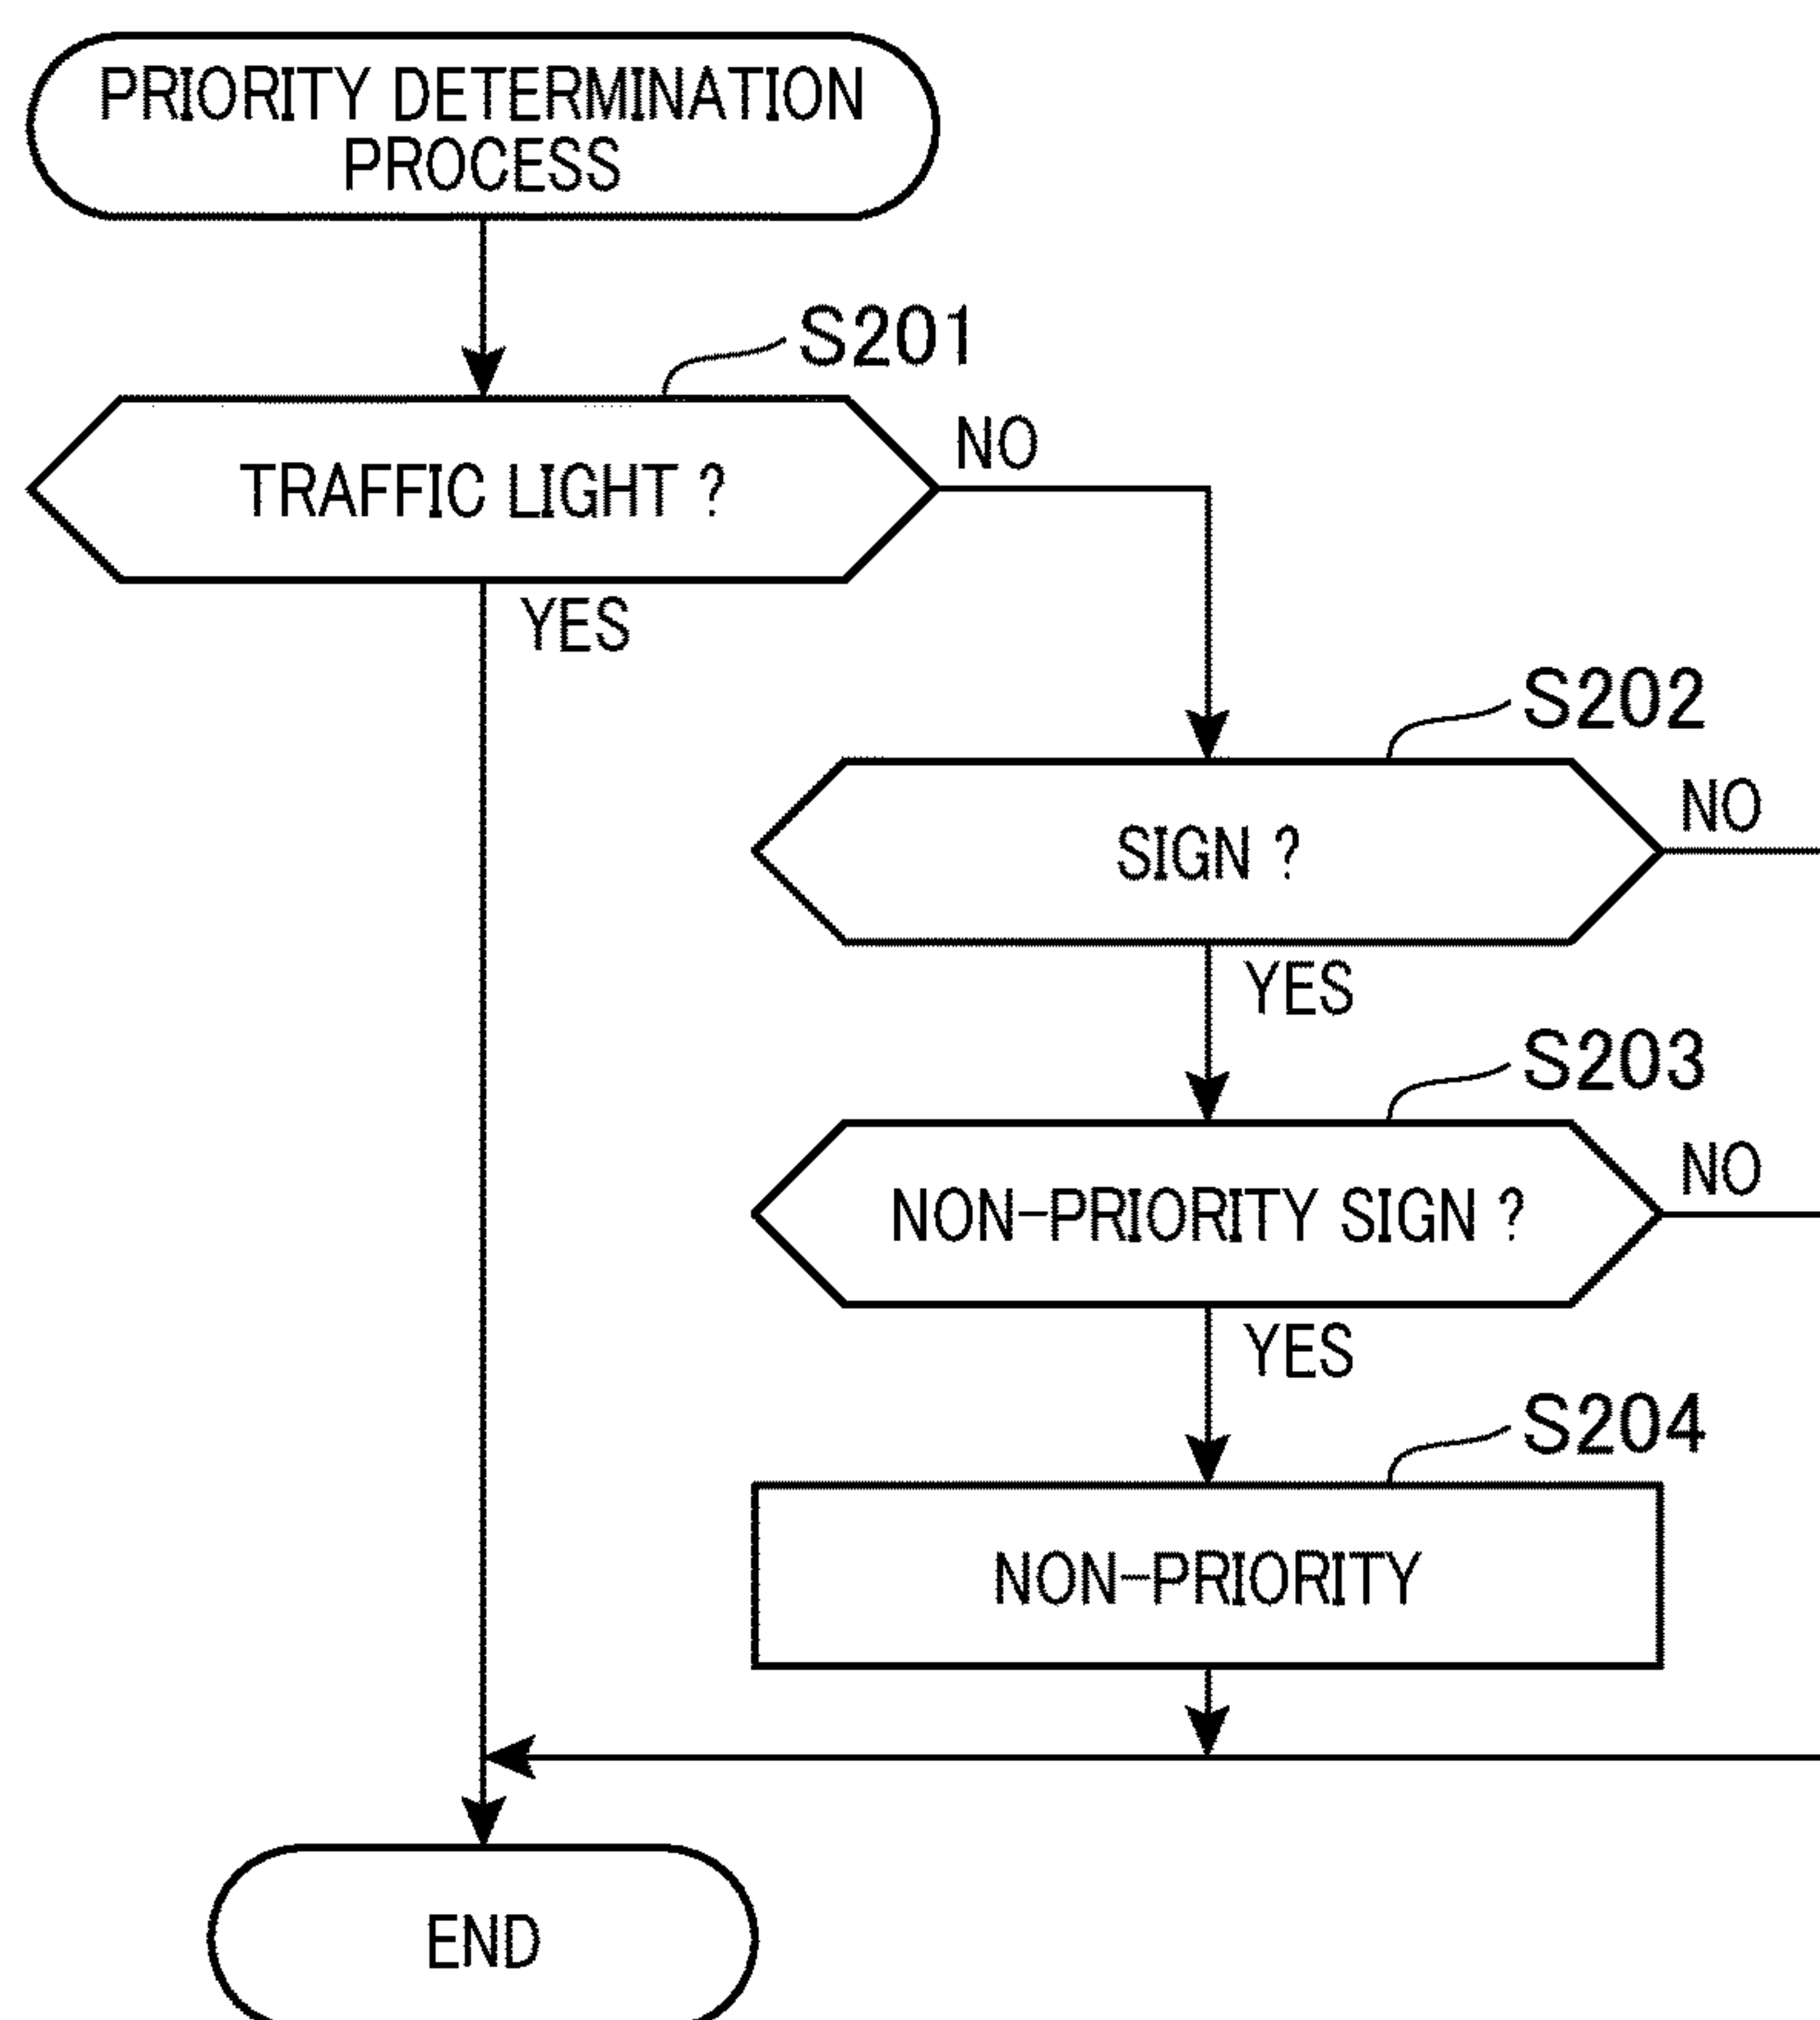 PRIORITY DETERMINATION
PROCESS
S201
TRAFFIC LIGHT ?
NO
YES
S202
SIGN ?
NO
YES
S203
NON-PRIORITY SIGN ?
NO
YES
S204
NON-PRIORITY
END